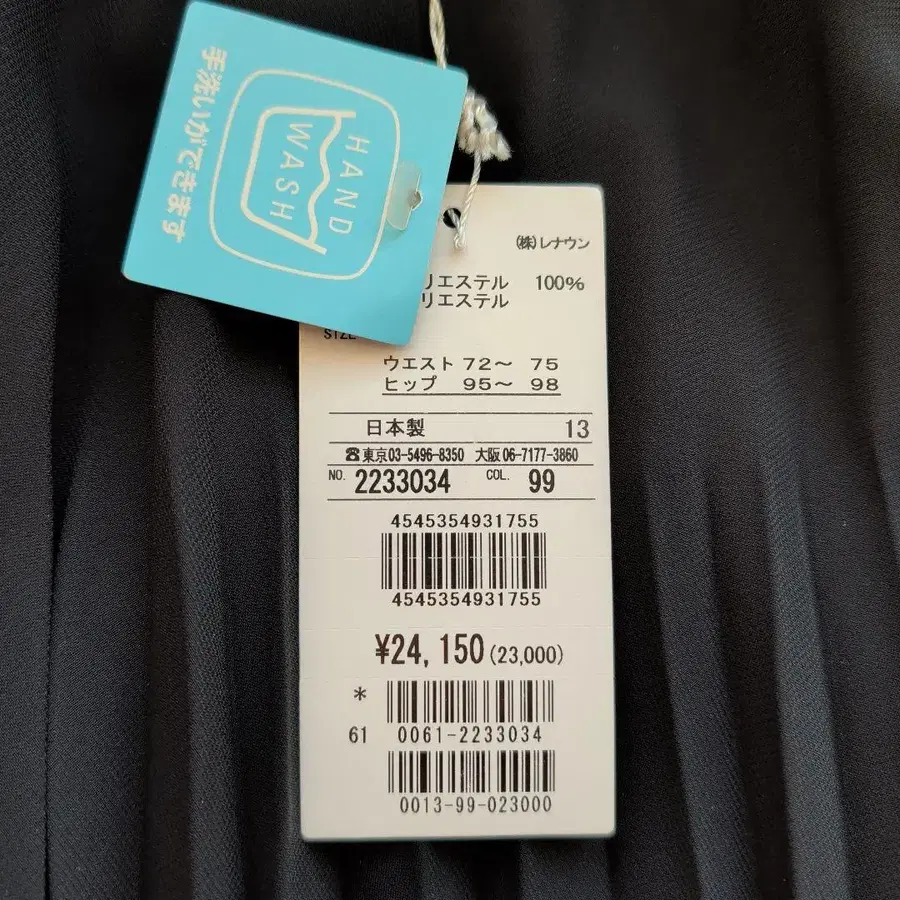 手洗いができます
HAND
WASH
(株)レナウン
リエステル 100%
リエステル
SIZE
ウエスト 72～ 75
ヒップ 95～ 98
日本製 13
☎東京03-5496-8350 大阪06-7177-3860
NO. 2233034 COL. 99
4545354931755
4545354931755
¥24,150(23,000)
*
61 0061-2233034
0013-99-023000